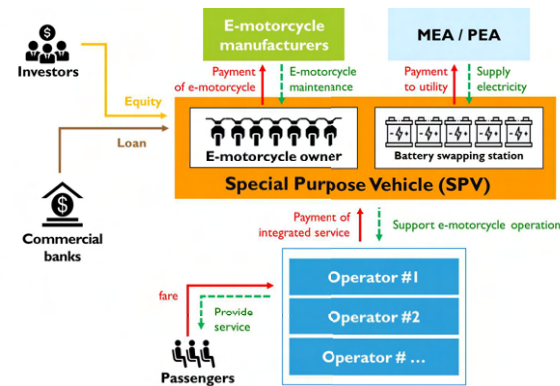 E-motorcycle
manufacturers
MEA / PEA
Investors
Payment
of e-motorcycle
E-motorcycle
maintenance
Payment
to utility
Supply
electricity
Equity
Loan
E-motorcycle owner
Battery swapping station
Special Purpose Vehicle (SPV)
Commercial
banks
Payment of
integrated service
Support e-motorcycle operation
fare
Provide
service
Operator #1
Operator #2
Operator # ...
Passengers